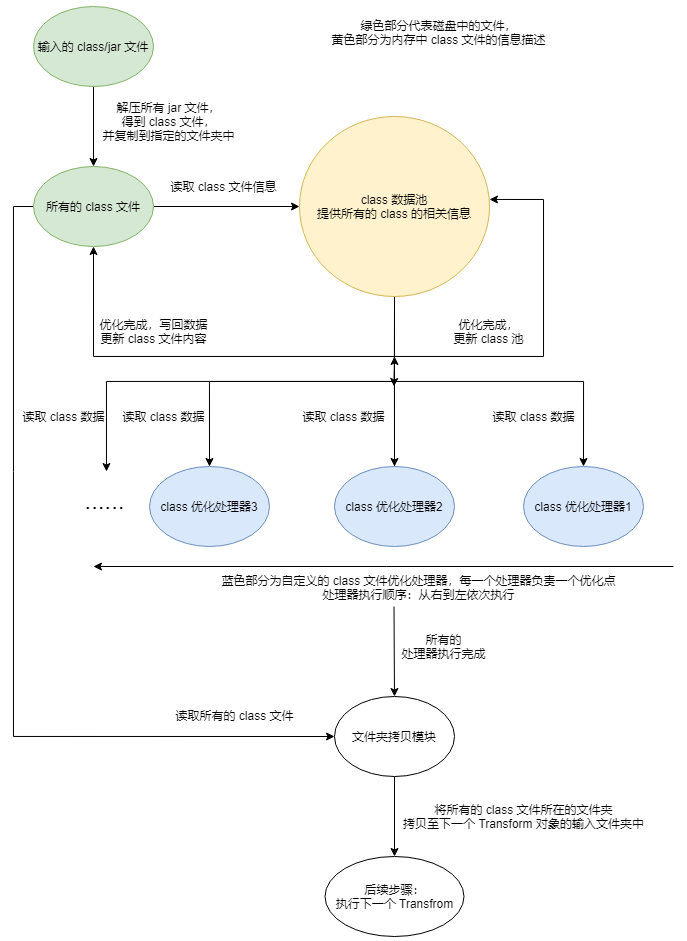 绿色部分代表磁盘中的文件，
黄色部分为内存中 class 文件的信息描述
输入的 class/jar 文件
解压所有 jar 文件，
得到 class 文件，
并复制到指定的文件夹中
所有的 class 文件
读取 class 文件信息
class 数据池
提供所有的 class 的相关信息
优化完成，写回数据
更新 class 文件内容
优化完成，
更新 class 池
读取 class 数据
读取 class 数据
读取 class 数据
读取 class 数据
······
class 优化处理器3
class 优化处理器2
class 优化处理器1
蓝色部分为自定义的 class 文件优化处理器，每一个处理器负责一个优化点
处理器执行顺序：从右到左依次执行
所有的
处理器执行完成
读取所有的 class 文件
文件夹拷贝模块
将所有的 class 文件所在的文件夹
拷贝至下一个 Transform 对象的输入文件夹中
后续步骤：
执行下一个 Transfrom